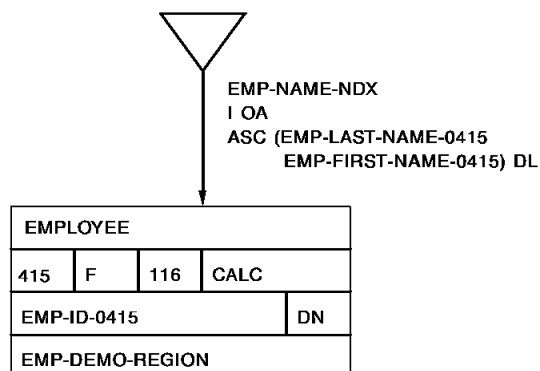 EMP-NAME-NDX
I OA
ASC (EMP-LAST-NAME-0415
EMP-FIRST-NAME-0415) DL
EMPLOYEE
415 F 116 CALC
EMP-ID-0415 DN
EMP-DEMO-REGION